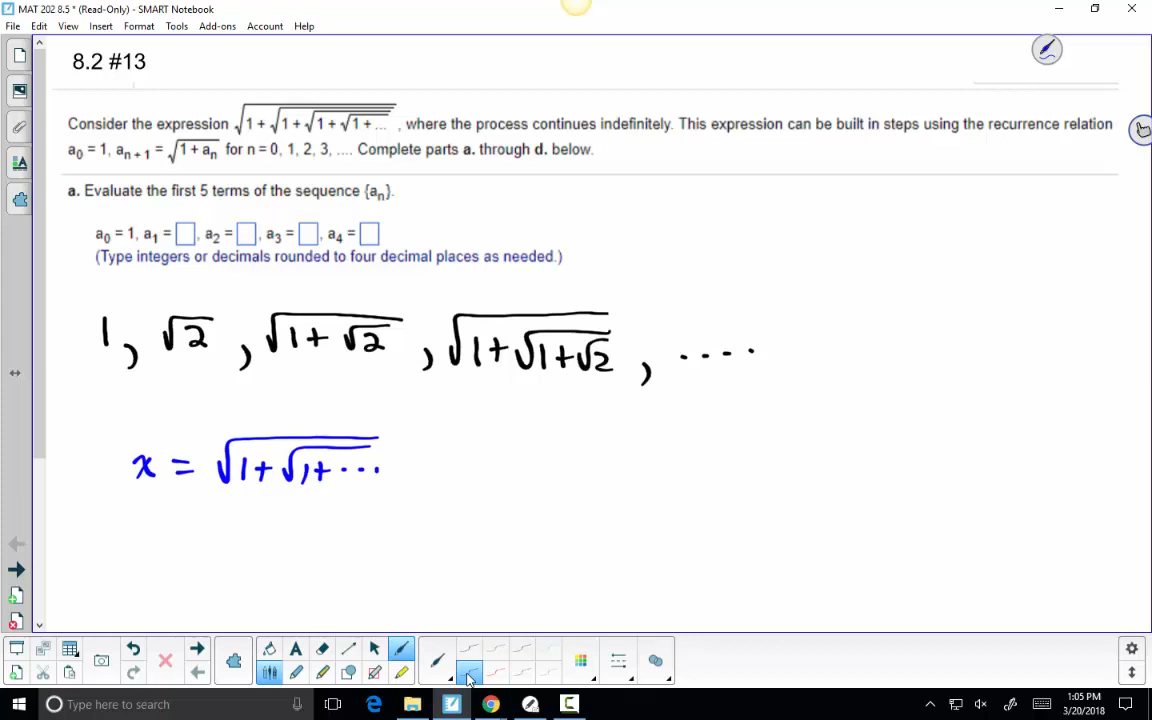 MAT 202 8.5 * (Read-Only) - SMART Notebook
File Edit View Insert Format Tools Add-ons Account Help
8.2 #13
Consider the expression √(1 + √(1 + √(1 + √(1 + ..., where the process continues indefinitely. This expression can be built in steps using the recurrence relation
a₀ = 1, aₙ₊₁ = √(1 + aₙ) for n = 0, 1, 2, 3, .... Complete parts a. through d. below.
a. Evaluate the first 5 terms of the sequence {aₙ}.
a₀ = 1, a₁ = □, a₂ = □, a₃ = □, a₄ = □
(Type integers or decimals rounded to four decimal places as needed.)
1, √2, √(1+√2), √(1+√(1+√2)), ....
x = √(1+√(1+...
Type here to search
1:05 PM
3/20/2018